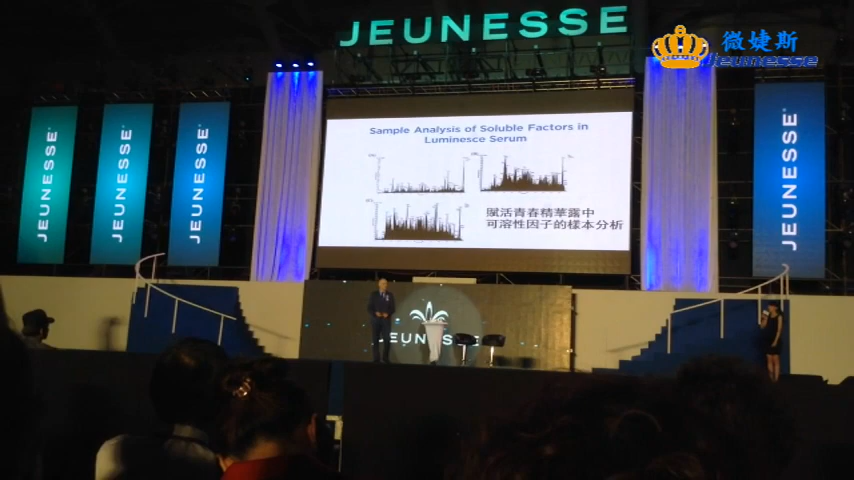 JEUNESSE
微婕斯
Jeunesse
JEUNESSE
JEUNESSE
JEUNESSE
JEUNESSE
Sample Analysis of Soluble Factors in
Luminesce Serum
賦活青春精華露中
可溶性因子的樣本分析
JEUNESSE